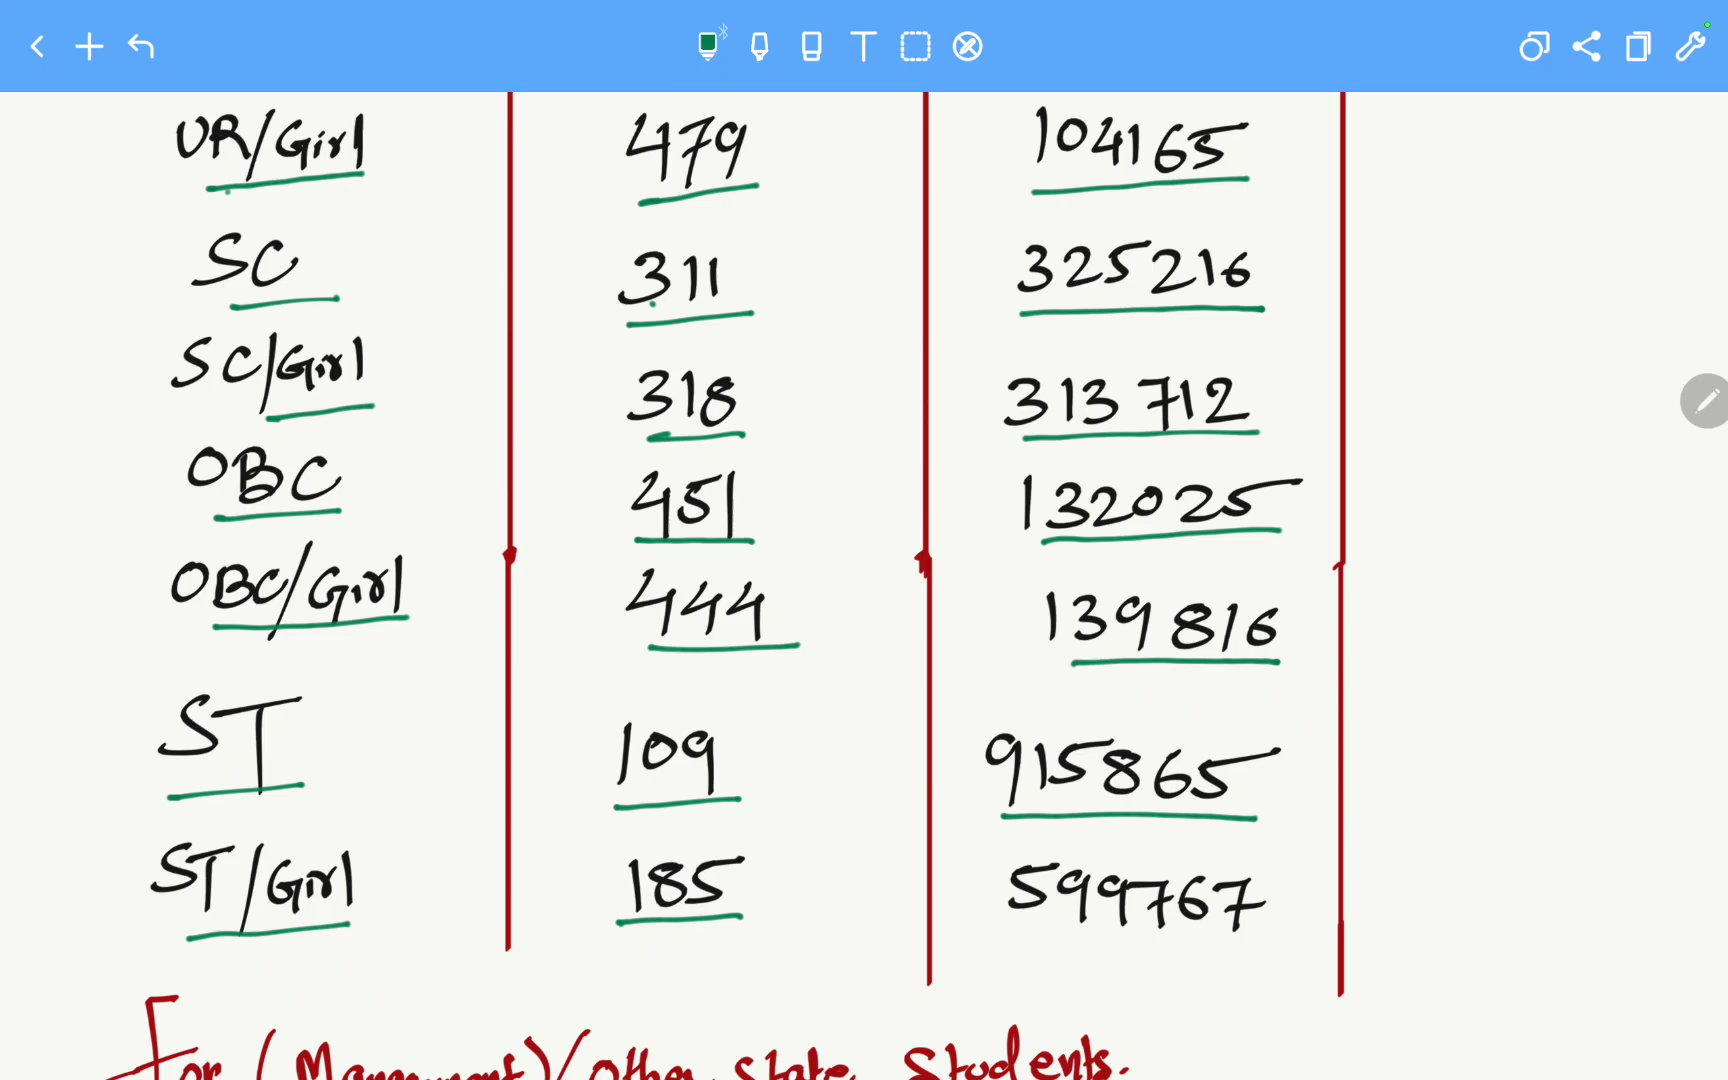 UR/Girl 479 104165
SC 311 325216
SC/Girl 318 313712
OBC 451 132025
OBC/Girl 444 139816
ST 109 915865
ST/Girl 185 599767
For (Management)/Other State Students.